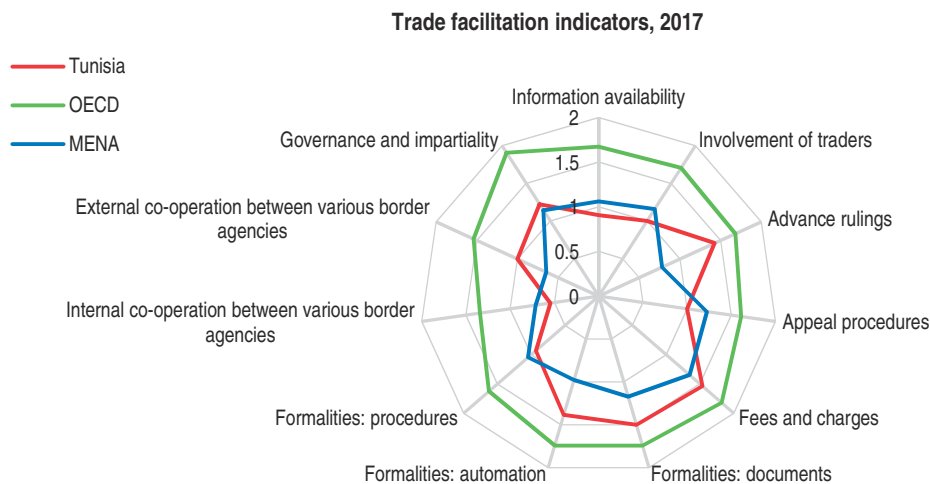 Trade facilitation indicators, 2017
Tunisia
OECD
MENA
Information availability
Involvement of traders
Advance rulings
Appeal procedures
Fees and charges
Formalities: documents
Formalities: automation
Formalities: procedures
Internal co-operation between various border
agencies
External co-operation between various border
agencies
Governance and impartiality
2
1.5
1
0.5
0